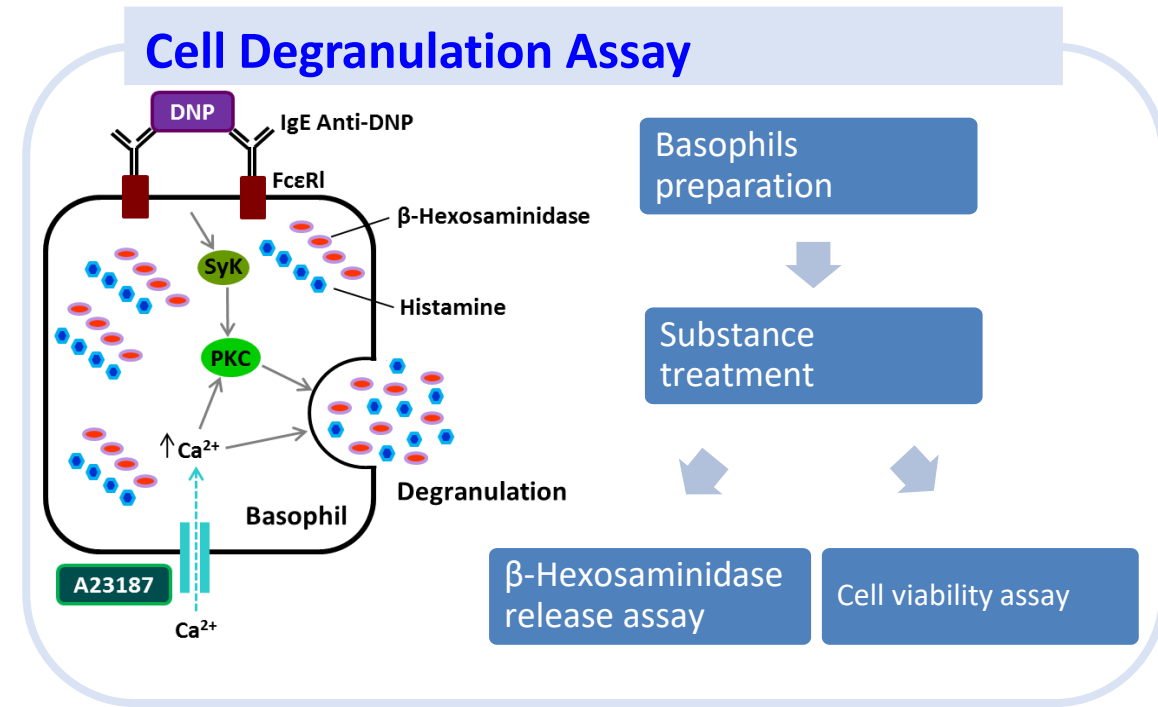 Cell Degranulation Assay
DNP
IgE Anti-DNP
FcεRl
β-Hexosaminidase
SyK
Histamine
PKC
↑Ca²⁺
Degranulation
Basophil
A23187
Ca²⁺
Basophils
preparation
Substance
treatment
β-Hexosaminidase
release assay
Cell viability assay